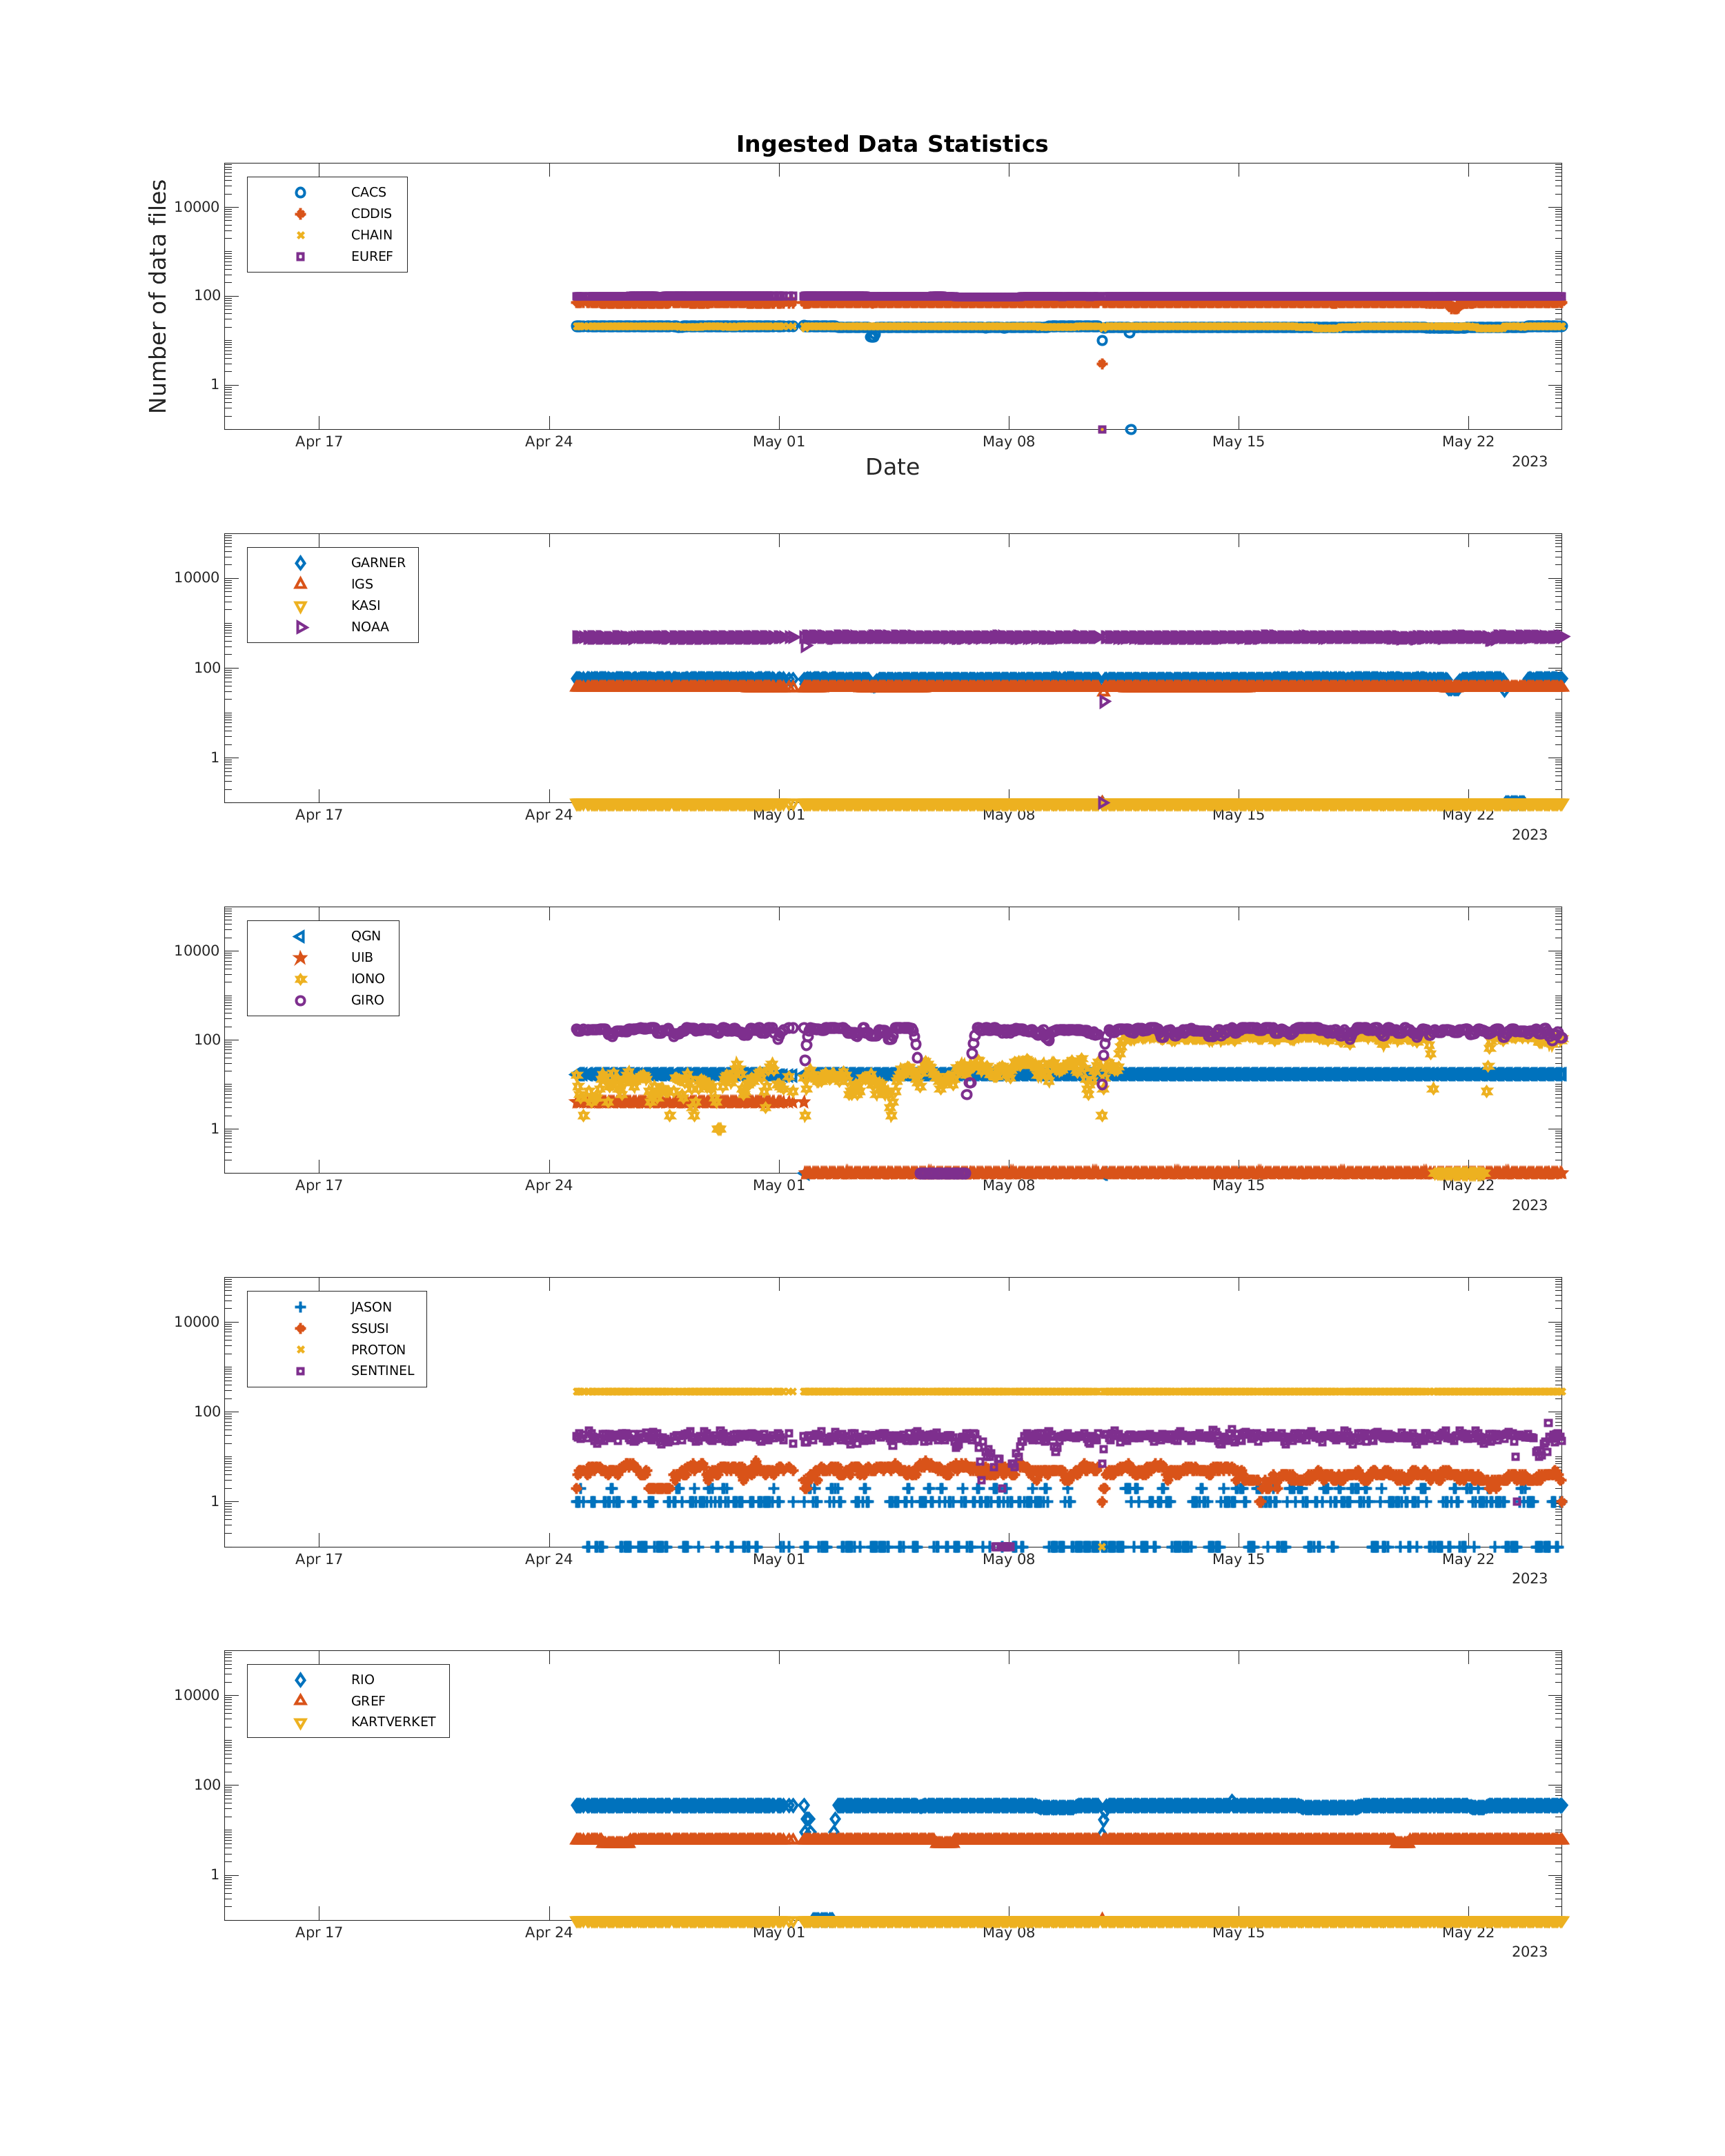 Ingested Data Statistics
Number of data files
10000
100
1
CACS
CDDIS
CHAIN
EUREF
Apr 17 Apr 24 May 01 May 08 May 15 May 22
2023
Date
10000
100
1
GARNER
IGS
KASI
NOAA
Apr 17 Apr 24 May 01 May 08 May 15 May 22
2023
10000
100
1
QGN
UIB
IONO
GIRO
Apr 17 Apr 24 May 01 May 08 May 15 May 22
2023
10000
100
1
JASON
SSUSI
PROTON
SENTINEL
Apr 17 Apr 24 May 01 May 08 May 15 May 22
2023
10000
100
1
RIO
GREF
KARTVERKET
Apr 17 Apr 24 May 01 May 08 May 15 May 22
2023